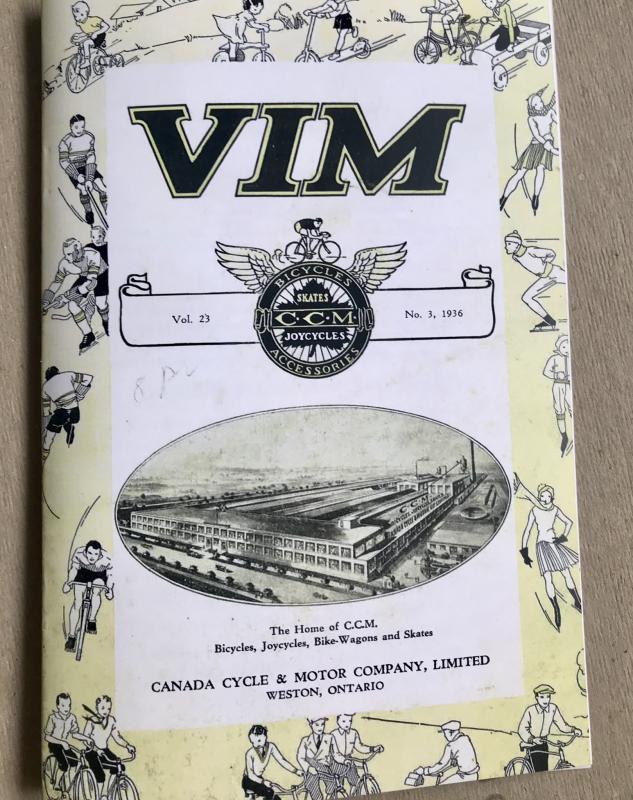 VIM
BICYCLES
SKATES
Vol. 23
C·C·M·
No. 3, 1936
JOYCYCLES
ACCESSORIES
C.C.M.
The Home of C.C.M.
Bicycles, Joycycles, Bike-Wagons and Skates
CANADA CYCLE & MOTOR COMPANY, LIMITED
WESTON, ONTARIO